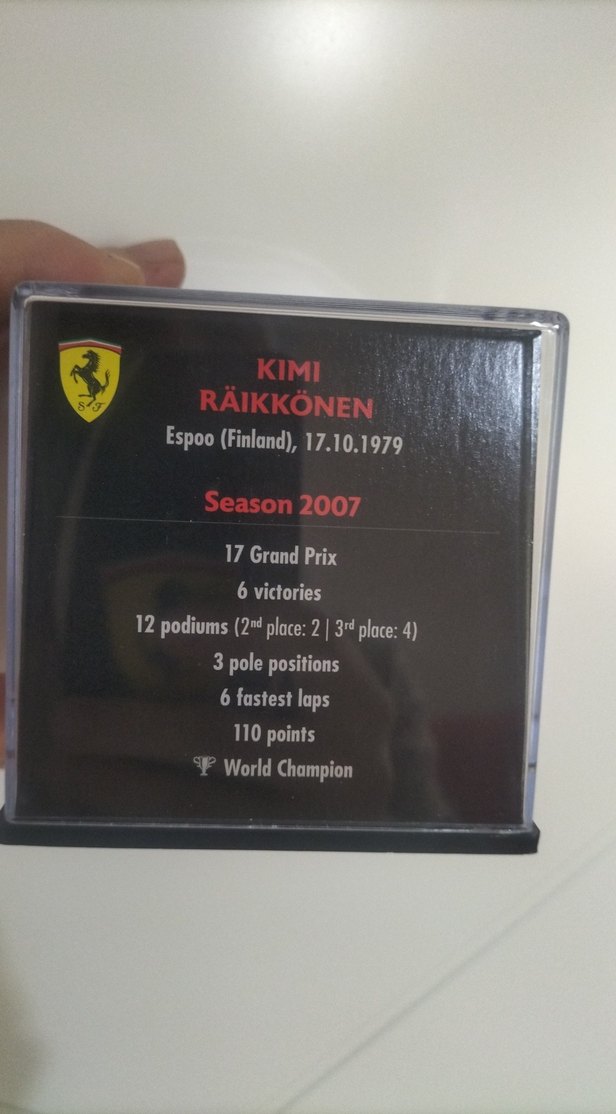 S F
KIMI
RÄIKKÖNEN
Espoo (Finland), 17.10.1979
Season 2007
17 Grand Prix
6 victories
12 podiums (2nd place: 2 | 3rd place: 4)
3 pole positions
6 fastest laps
110 points
World Champion